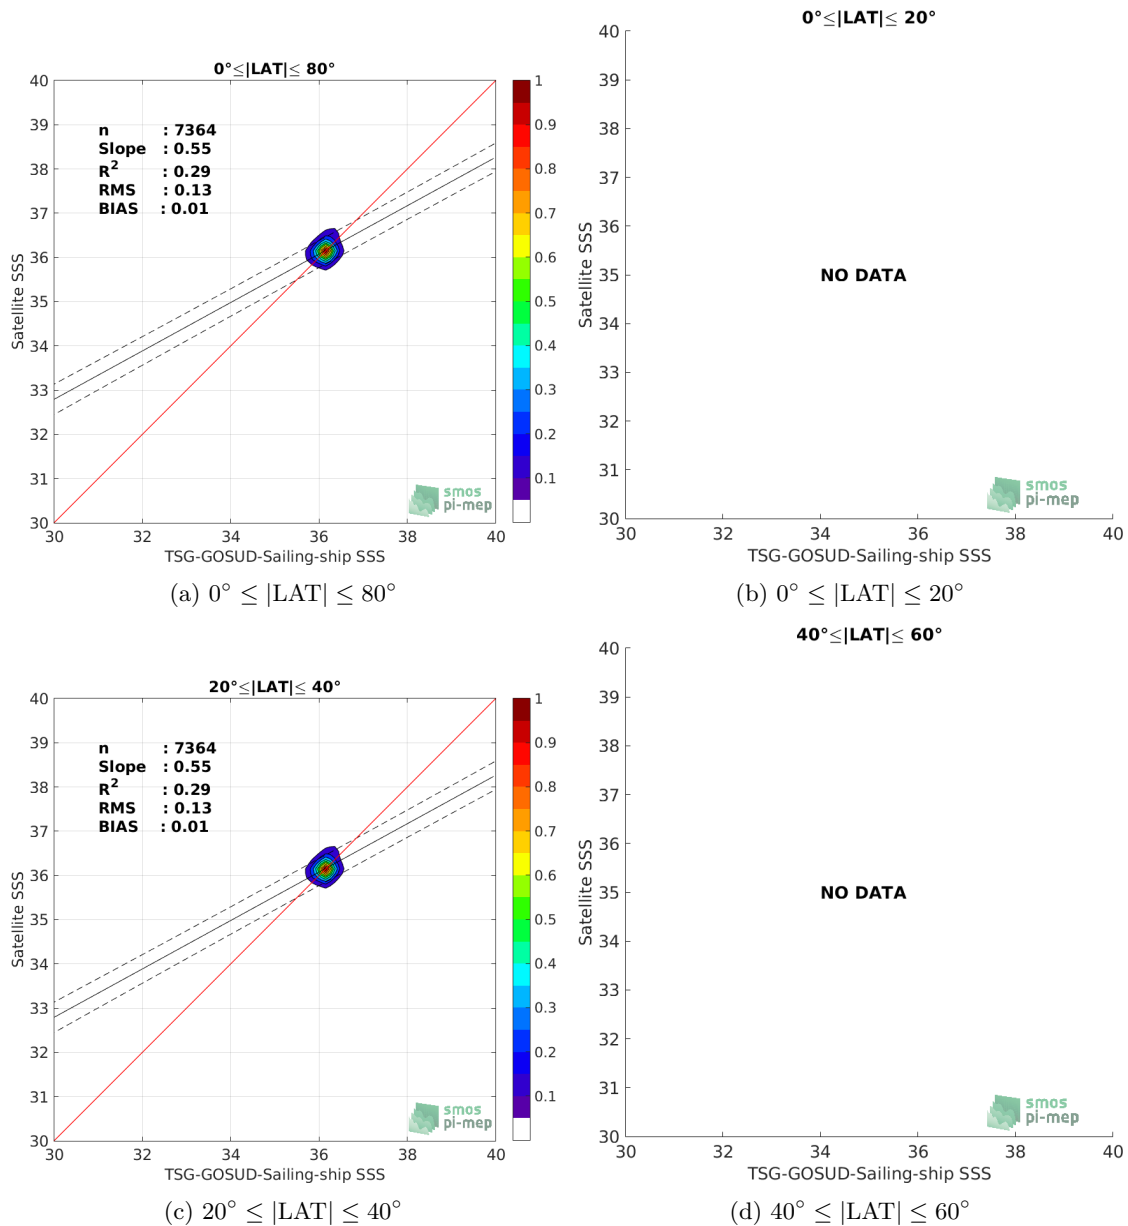 0°≤|LAT|≤ 80°
40
39
38
37
36
35
34
33
32
31
30
n : 7364
Slope : 0.55
R² : 0.29
RMS : 0.13
BIAS : 0.01
Satellite SSS
smos
pi-mep
30 32 34 36 38 40
TSG-GOSUD-Sailing-ship SSS
1
0.9
0.8
0.7
0.6
0.5
0.4
0.3
0.2
0.1
(a) 0° ≤ |LAT| ≤ 80°
0°≤|LAT|≤ 20°
40
39
38
37
36
35
34
33
32
31
30
Satellite SSS
NO DATA
smos
pi-mep
30 32 34 36 38 40
TSG-GOSUD-Sailing-ship SSS
(b) 0° ≤ |LAT| ≤ 20°
20°≤|LAT|≤ 40°
40
39
38
37
36
35
34
33
32
31
30
n : 7364
Slope : 0.55
R² : 0.29
RMS : 0.13
BIAS : 0.01
Satellite SSS
smos
pi-mep
30 32 34 36 38 40
TSG-GOSUD-Sailing-ship SSS
1
0.9
0.8
0.7
0.6
0.5
0.4
0.3
0.2
0.1
(c) 20° ≤ |LAT| ≤ 40°
40°≤|LAT|≤ 60°
40
39
38
37
36
35
34
33
32
31
30
Satellite SSS
NO DATA
smos
pi-mep
30 32 34 36 38 40
TSG-GOSUD-Sailing-ship SSS
(d) 40° ≤ |LAT| ≤ 60°